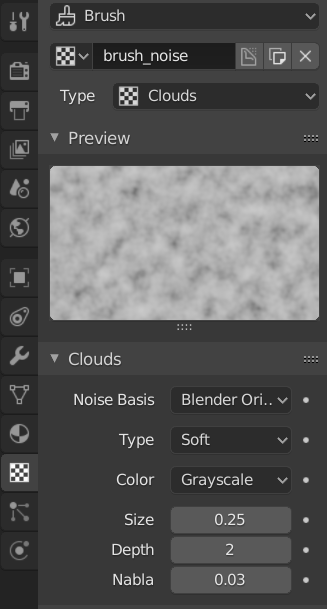 Brush
brush_noise
Type Clouds
Preview
Clouds
Noise Basis Blender Ori..
Type Soft
Color Grayscale
Size 0.25
Depth 2
Nabla 0.03